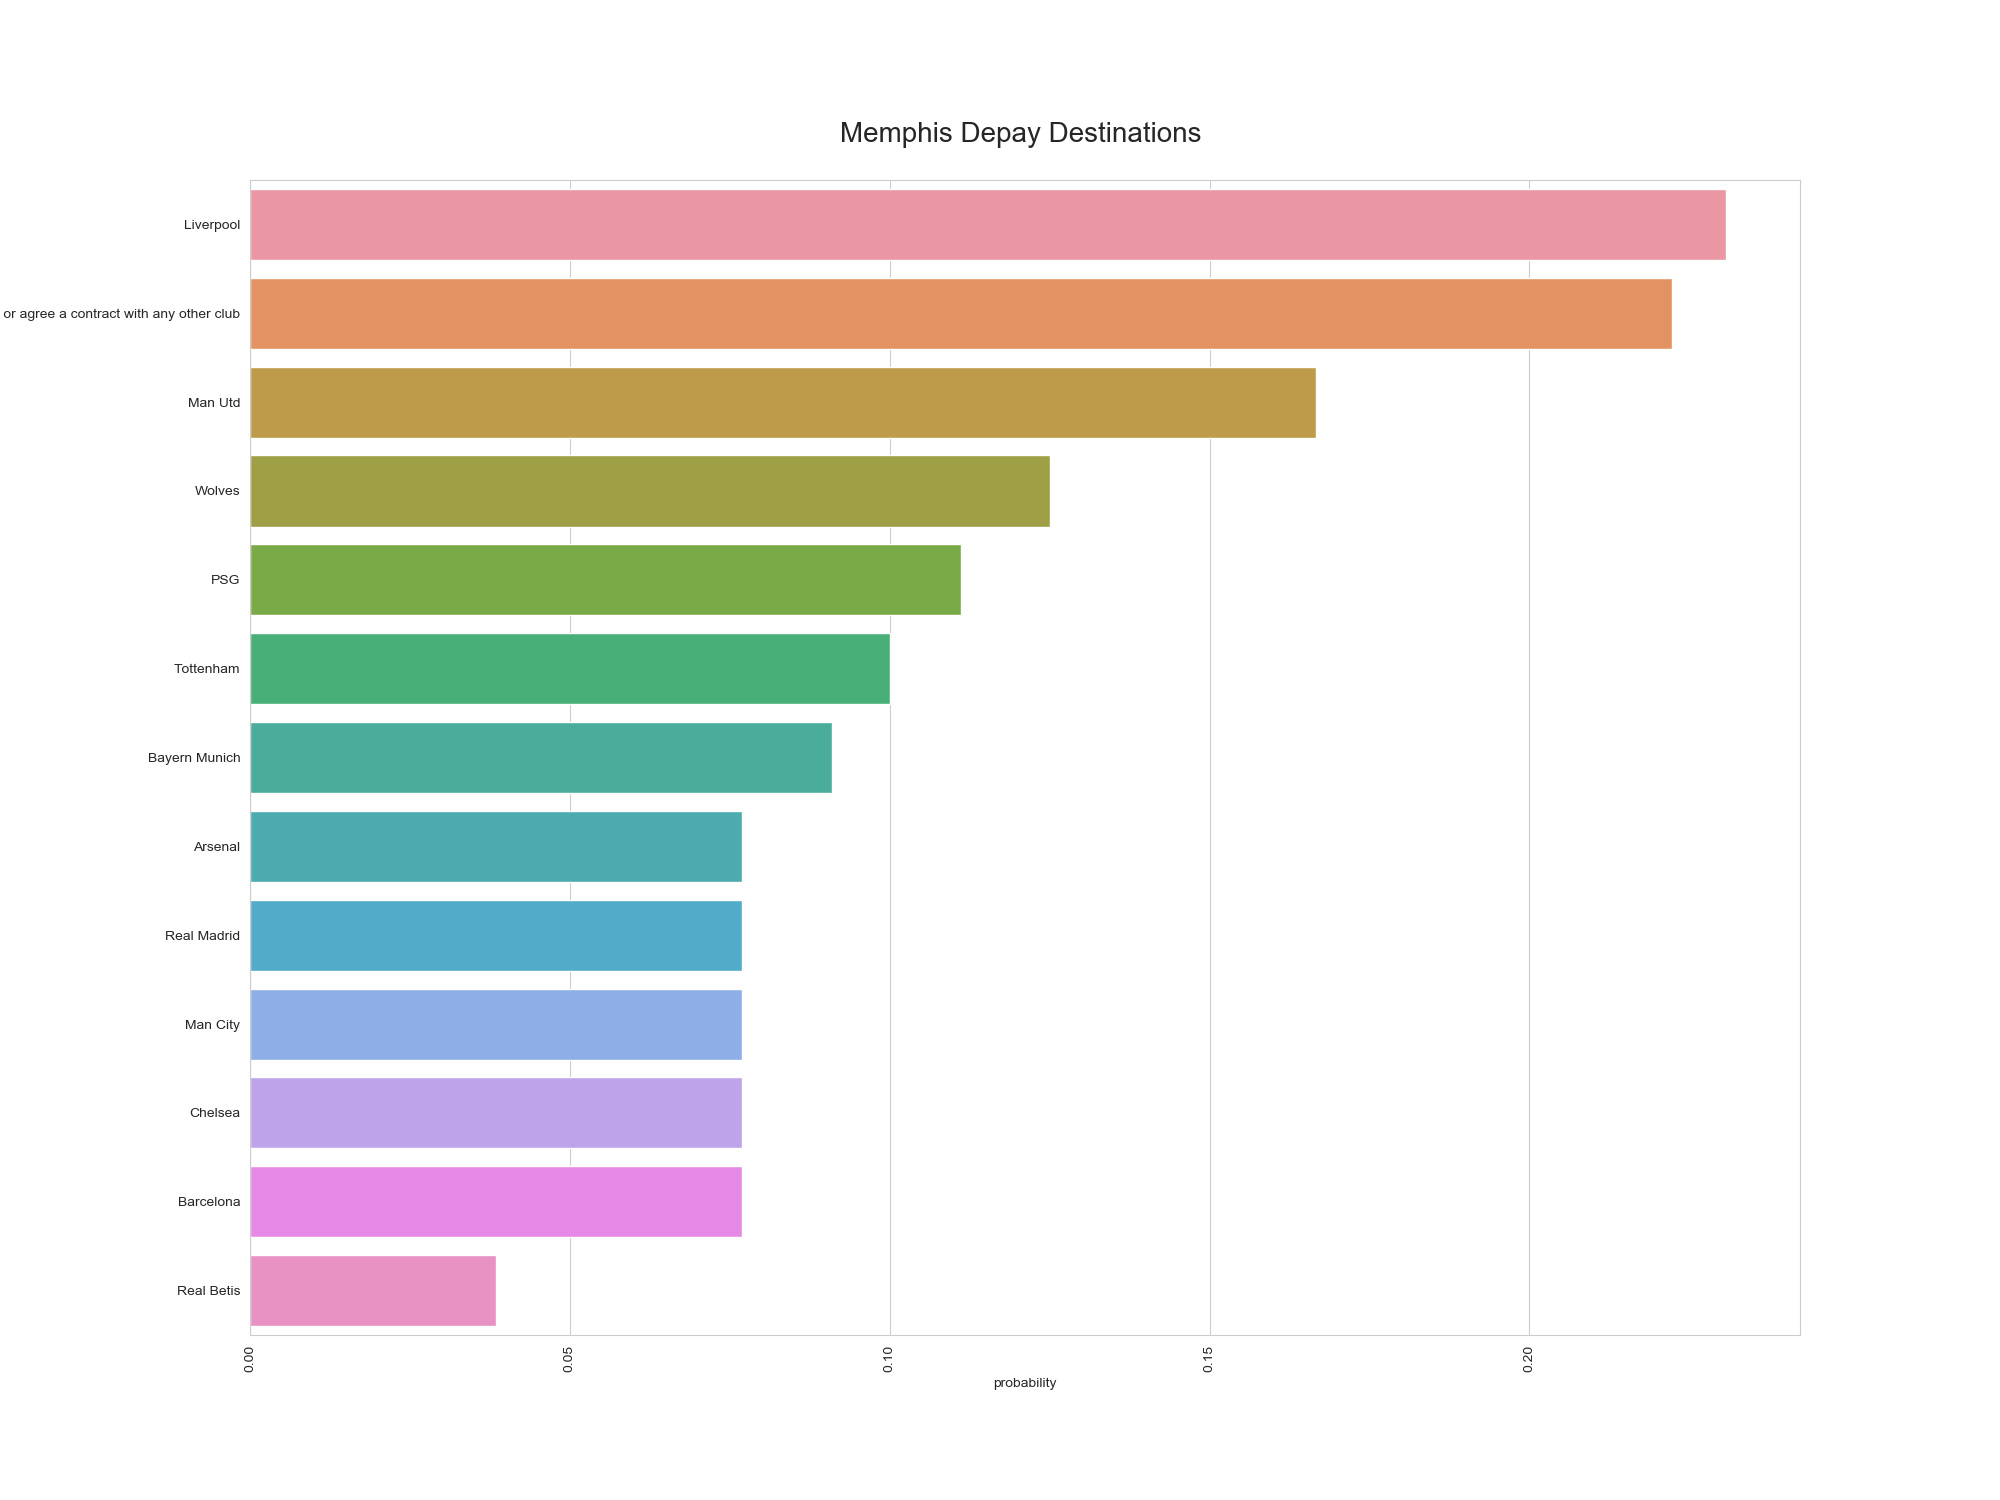 Memphis Depay Destinations
Liverpool
or agree a contract with any other club
Man Utd
Wolves
PSG
Tottenham
Bayern Munich
Arsenal
Real Madrid
Man City
Chelsea
Barcelona
Real Betis
0.00
0.05
0.10
0.15
0.20
probability